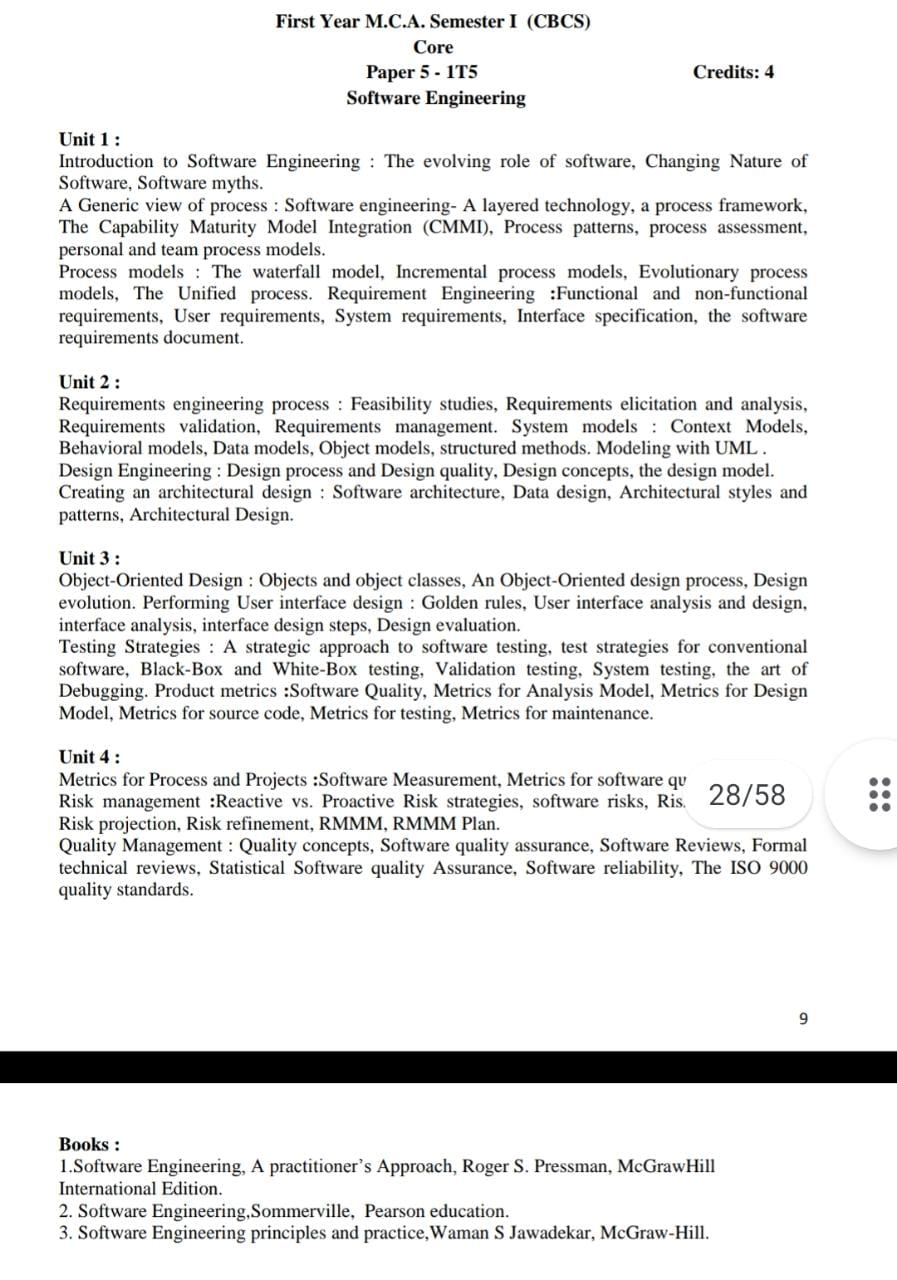 First Year M.C.A. Semester I (CBCS)
Core
Paper 5 - 1T5 Credits: 4
Software Engineering
Unit 1 :
Introduction to Software Engineering : The evolving role of software, Changing Nature of
Software, Software myths.
A Generic view of process : Software engineering- A layered technology, a process framework,
The Capability Maturity Model Integration (CMMI), Process patterns, process assessment,
personal and team process models.
Process models : The waterfall model, Incremental process models, Evolutionary process
models, The Unified process. Requirement Engineering :Functional and non-functional
requirements, User requirements, System requirements, Interface specification, the software
requirements document.
Unit 2 :
Requirements engineering process : Feasibility studies, Requirements elicitation and analysis,
Requirements validation, Requirements management. System models : Context Models,
Behavioral models, Data models, Object models, structured methods. Modeling with UML .
Design Engineering : Design process and Design quality, Design concepts, the design model.
Creating an architectural design : Software architecture, Data design, Architectural styles and
patterns, Architectural Design.
Unit 3 :
Object-Oriented Design : Objects and object classes, An Object-Oriented design process, Design
evolution. Performing User interface design : Golden rules, User interface analysis and design,
interface analysis, interface design steps, Design evaluation.
Testing Strategies : A strategic approach to software testing, test strategies for conventional
software, Black-Box and White-Box testing, Validation testing, System testing, the art of
Debugging. Product metrics :Software Quality, Metrics for Analysis Model, Metrics for Design
Model, Metrics for source code, Metrics for testing, Metrics for maintenance.
Unit 4 :
Metrics for Process and Projects :Software Measurement, Metrics for software
Risk management :Reactive vs. Proactive Risk strategies, software risks,
28/58
Risk projection, Risk refinement, RMMM, RMMM Plan.
Quality Management : Quality concepts, Software quality assurance, Software Reviews, Formal
technical reviews, Statistical Software quality Assurance, Software reliability, The ISO 9000
quality standards.
9
Books :
1.Software Engineering, A practitioner's Approach, Roger S. Pressman, McGrawHill
International Edition.
2. Software Engineering,Sommerville, Pearson education.
3. Software Engineering principles and practice,Waman S Jawadekar, McGraw-Hill.